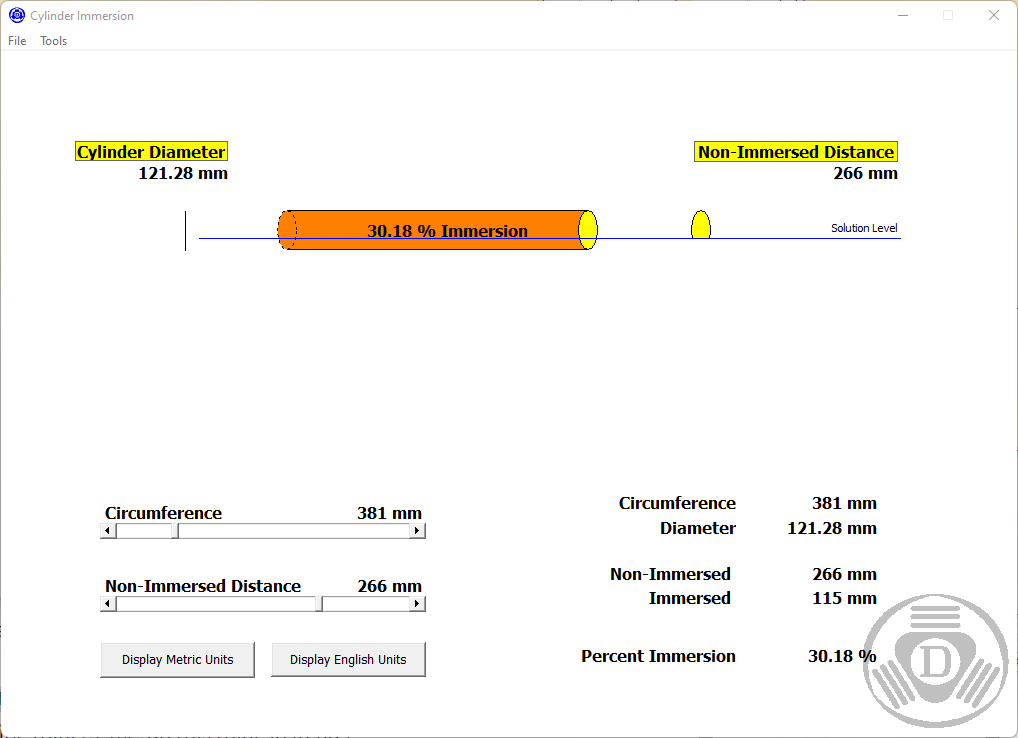 Cylinder Immersion
File Tools
Cylinder Diameter
121.28 mm
Non-Immersed Distance
266 mm
30.18 % Immersion
Solution Level
Circumference 381 mm
Non-Immersed Distance 266 mm
Display Metric Units Display English Units
Circumference 381 mm
Diameter 121.28 mm
Non-Immersed 266 mm
Immersed 115 mm
Percent Immersion 30.18 %
D